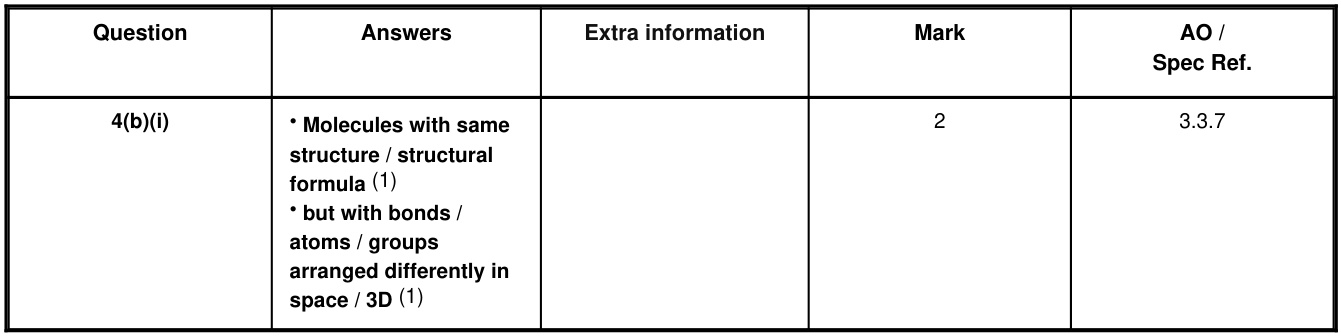 Question Answers Extra information Mark AO /
Spec Ref.
4(b)(i) • Molecules with same 2 3.3.7
structure / structural
formula (1)
• but with bonds /
atoms / groups
arranged differently in
space / 3D (1)